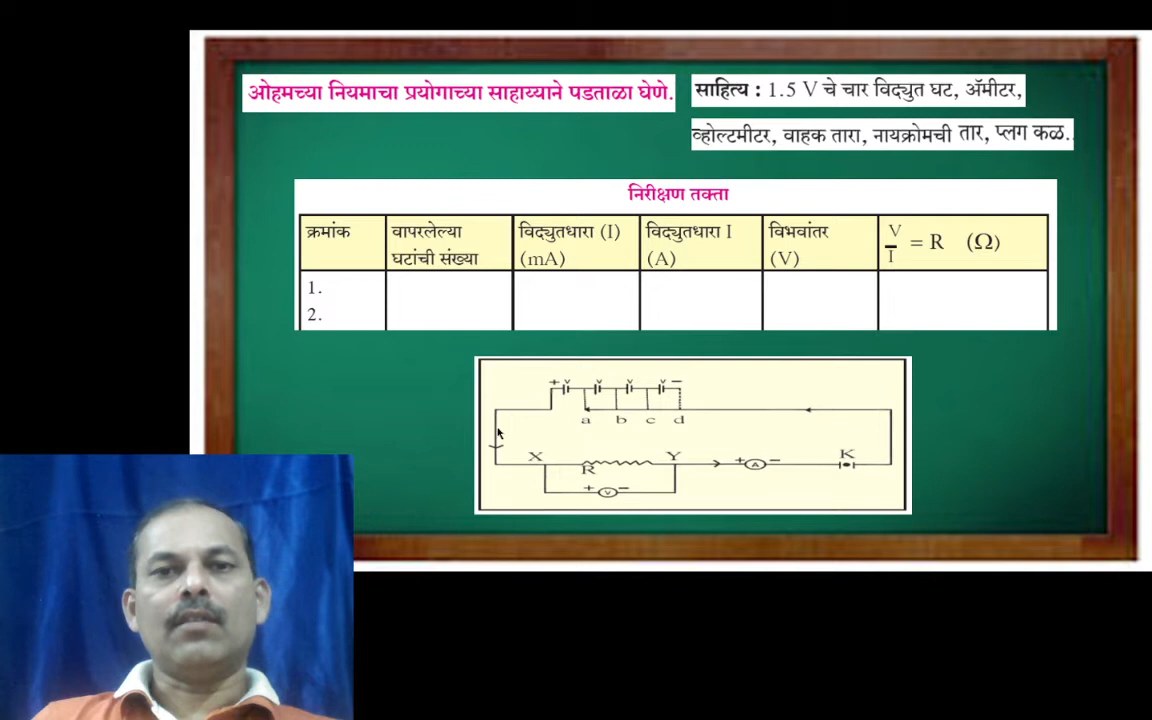 ओहमच्या नियमाचा प्रयोगाच्या साहाय्याने पडताळा घेणे.
साहित्य : 1.5 V चे चार विद्युत घट, ॲमीटर,
व्होल्टमीटर, वाहक तारा, नायक्रोमची तार, प्लग कळ..
निरीक्षण तक्ता
क्रमांक वापरलेल्या घटांची संख्या विद्युतधारा (I) (mA) विद्युतधारा I (A) विभवांतर (V) V/I = R (Ω)
1.
2.
+ v v v v –
a b c d
X R Y + A – K
+ V –